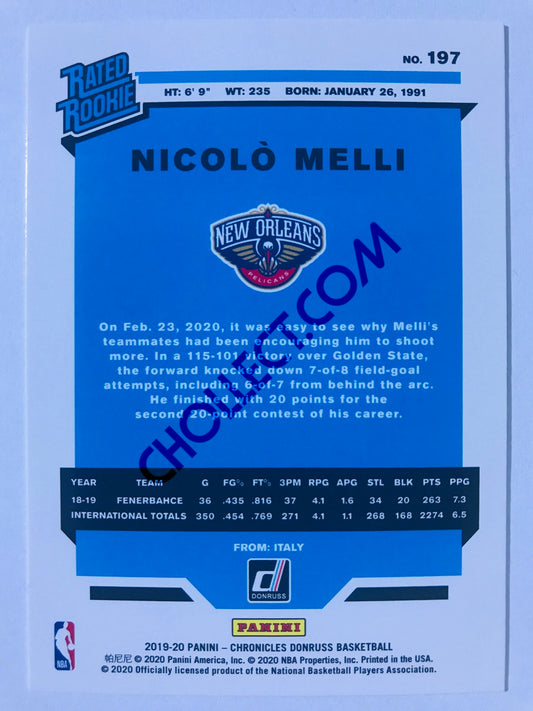 NO. 197
RATED
ROOKIE
HT: 6' 9" WT: 235 BORN: JANUARY 26, 1991
NICOLÒ MELLI
NEW ORLEANS
PELICANS
On Feb. 23, 2020, it was easy to see why Melli's
teammates had been encouraging him to shoot
more. In a 115-101 victory over Golden State,
the forward knocked down 7-of-8 field-goal
attempts, including 6-of-7 from behind the arc.
He finished with 20 points for the
second 20-point contest of his career.
CHOLLECT.COM
YEAR TEAM G FG% FT% 3PM RPG APG STL BLK PTS PPG
18-19 FENERBAHCE 36 .435 .816 37 4.1 1.6 34 20 263 7.3
INTERNATIONAL TOTALS 350 .454 .769 271 4.1 1.1 268 168 2274 6.5
FROM: ITALY
d
DONRUSS
PANINI
NBA
2019-20 PANINI – CHRONICLES DONRUSS BASKETBALL
帕尼尼 © 2020 Panini America, Inc. © 2020 NBA Properties, Inc. Printed in the USA.
© 2020 Officially licensed product of the National Basketball Players Association.